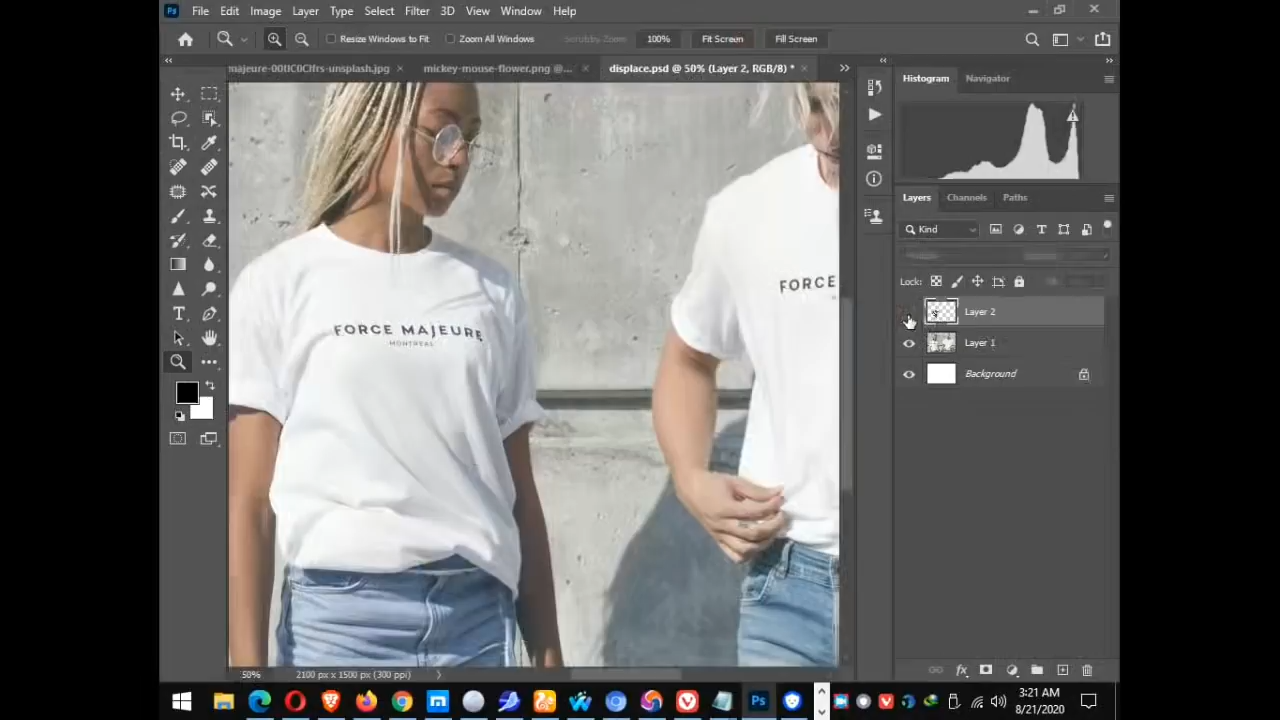 File Edit Image Layer Type Select Filter 3D View Window Help
Resize Windows to Fit Zoom All Windows Scrubby Zoom 100% Fit Screen Fill Screen
majeure-00tIC0CIfrs-unsplash.jpg × mickey-mouse-flower.png @... × displace.psd @ 50% (Layer 2, RGB/8) * ×
Histogram Navigator
Layers Channels Paths
Kind
Lock:
Layer 2
Layer 1
Background
FORCE
FORCE MAJEURE
MONTREAL
50% 2100 px x 1500 px (300 ppi)
3:21 AM
8/21/2020